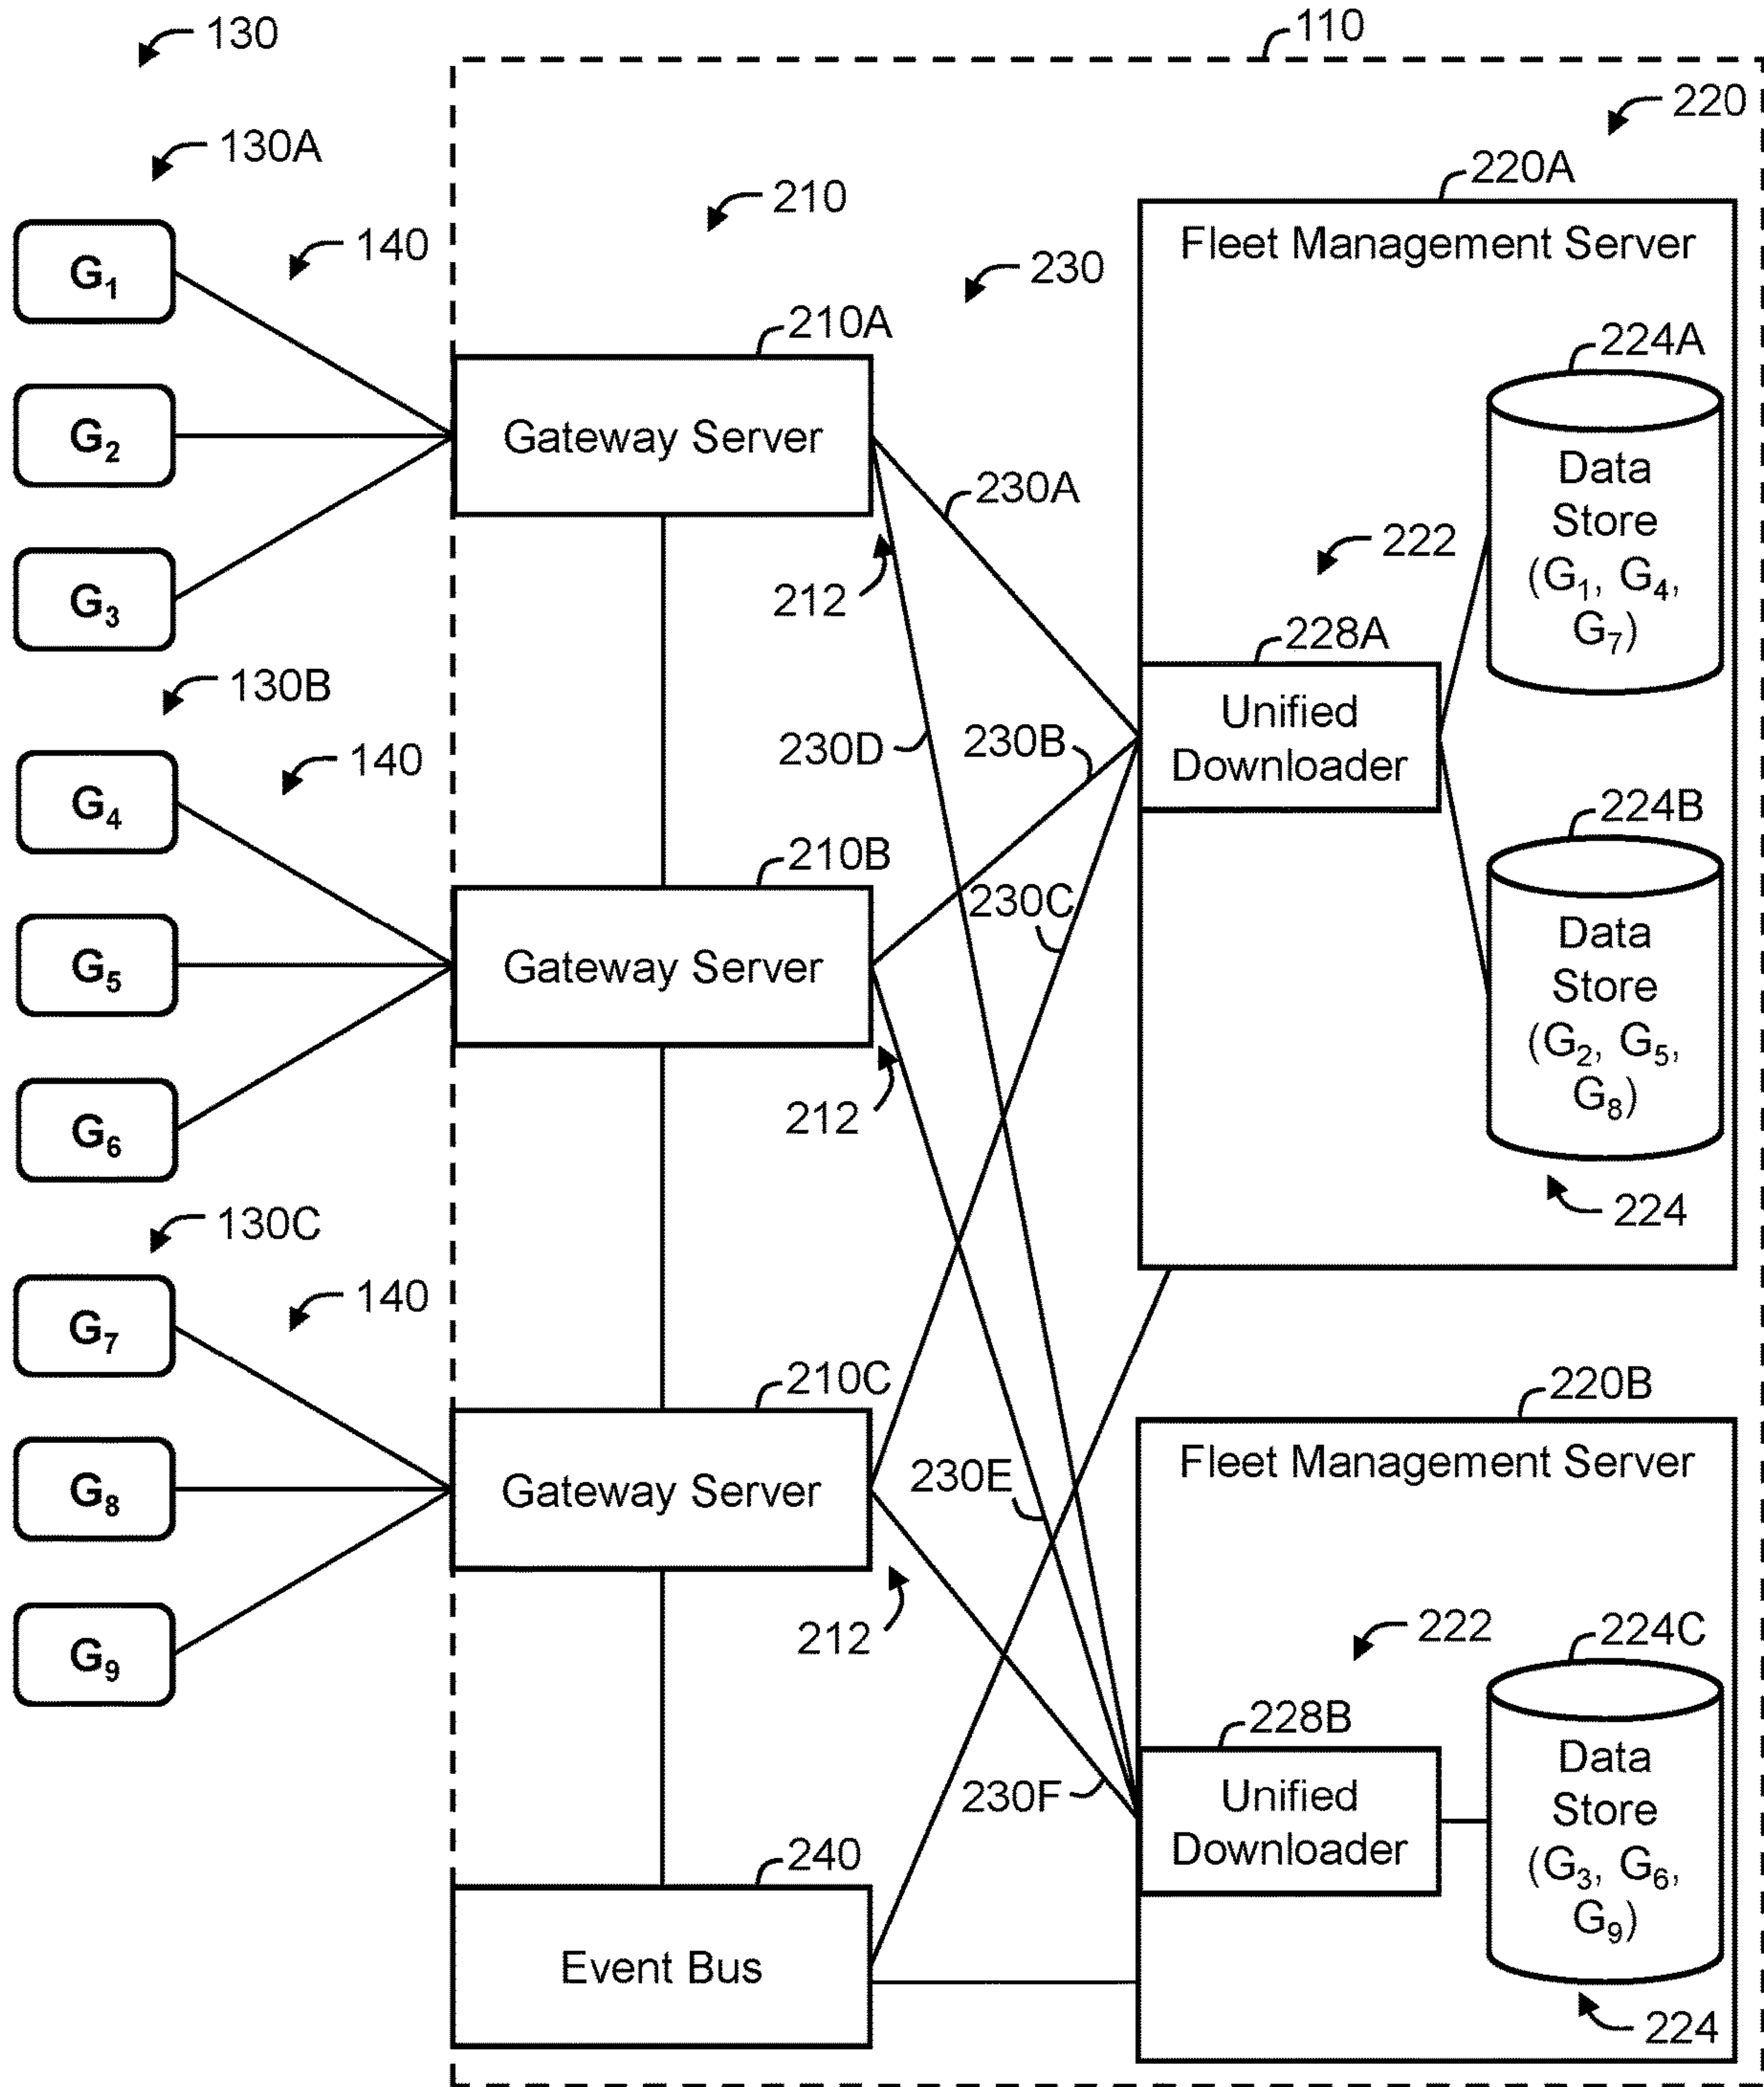 130
110
220
130A
220A
210
Fleet Management Server
G₁
140
230
210A
224A
G₂
Gateway Server
Data
Store
(G₁, G₄,
G₇)
230A
222
G₃
212
228A
130B
Unified
Downloader
230D
230B
140
G₄
224B
210B
230C
Data
Store
(G₂, G₅,
G₈)
G₅
Gateway Server
212
G₆
224
130C
140
G₇
210C
220B
Fleet Management Server
230E
G₈
Gateway Server
212
222
224C
G₉
228B
Data
Store
(G₃, G₆,
G₉)
230F
Unified
Downloader
240
Event Bus
224